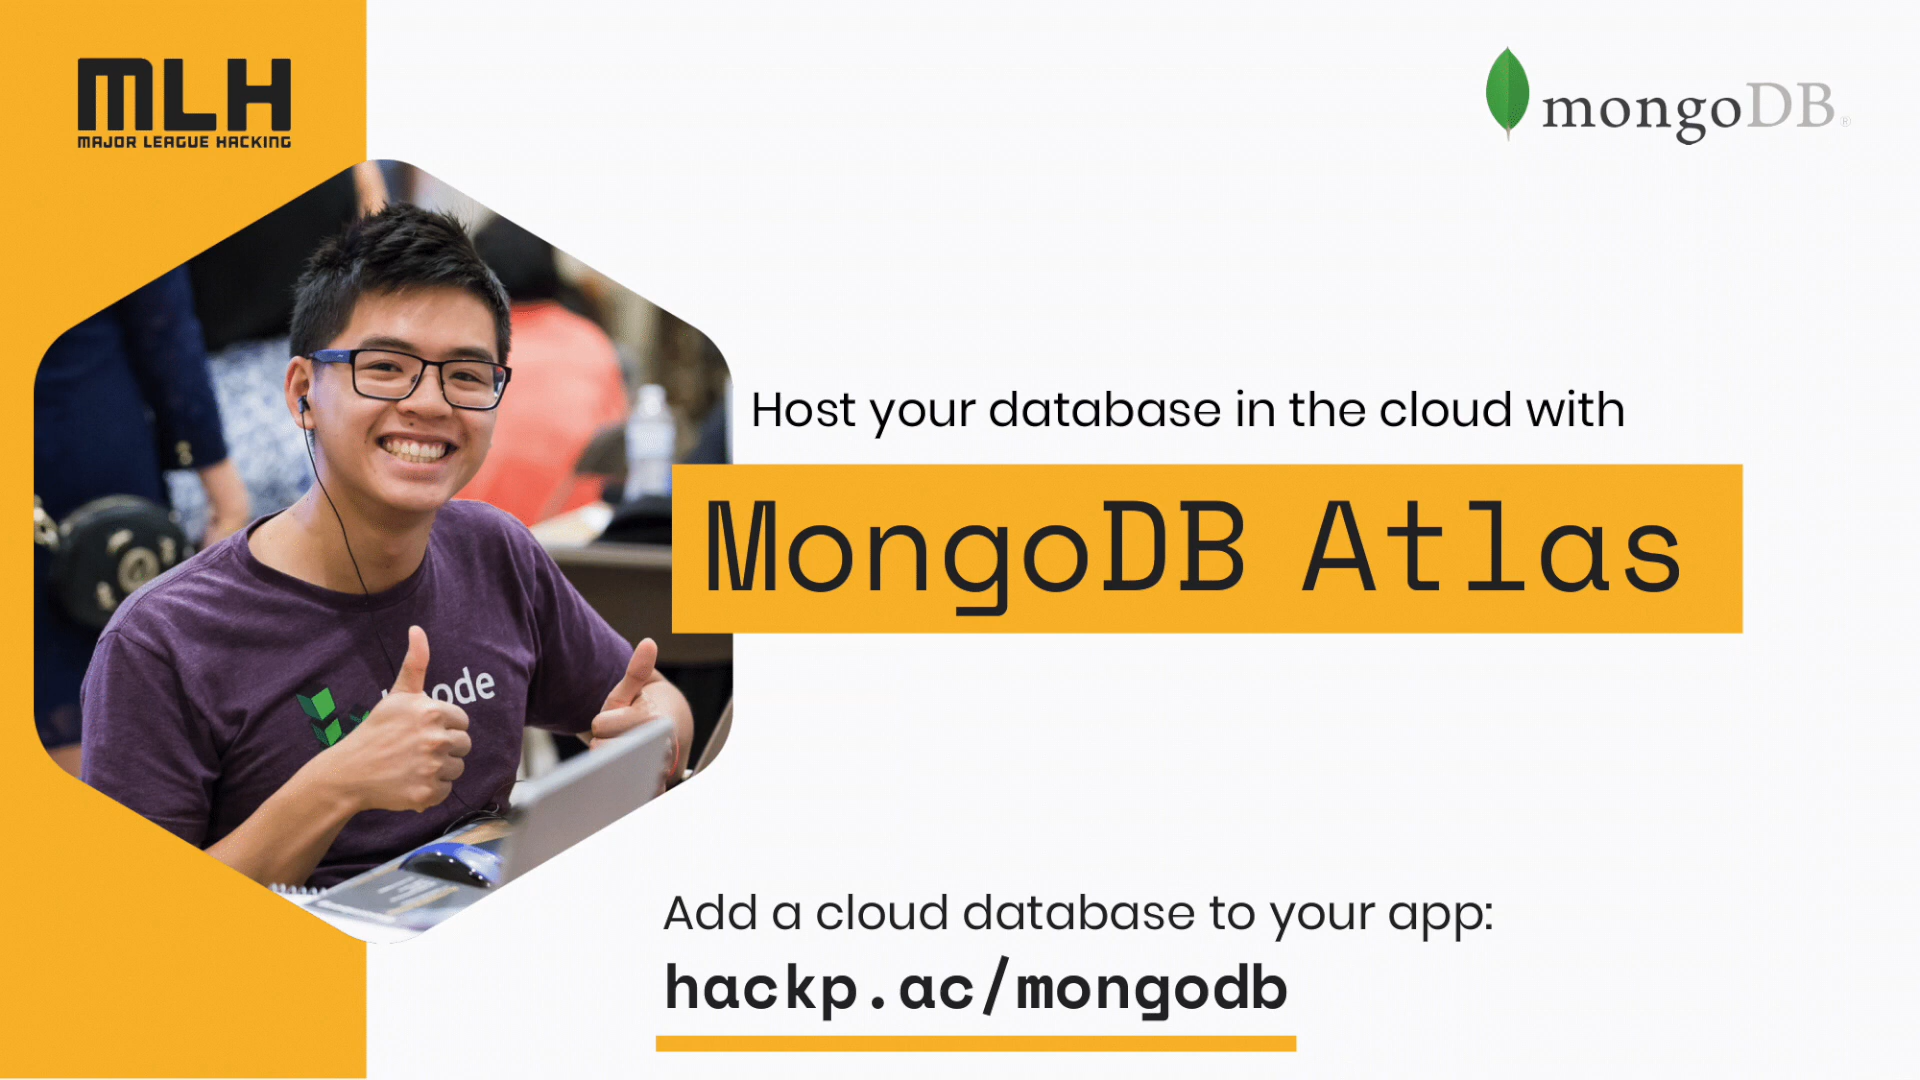 MLH
MAJOR LEAGUE HACKING
mongoDB®
Host your database in the cloud with
MongoDB Atlas
Add a cloud database to your app:
hackp.ac/mongodb